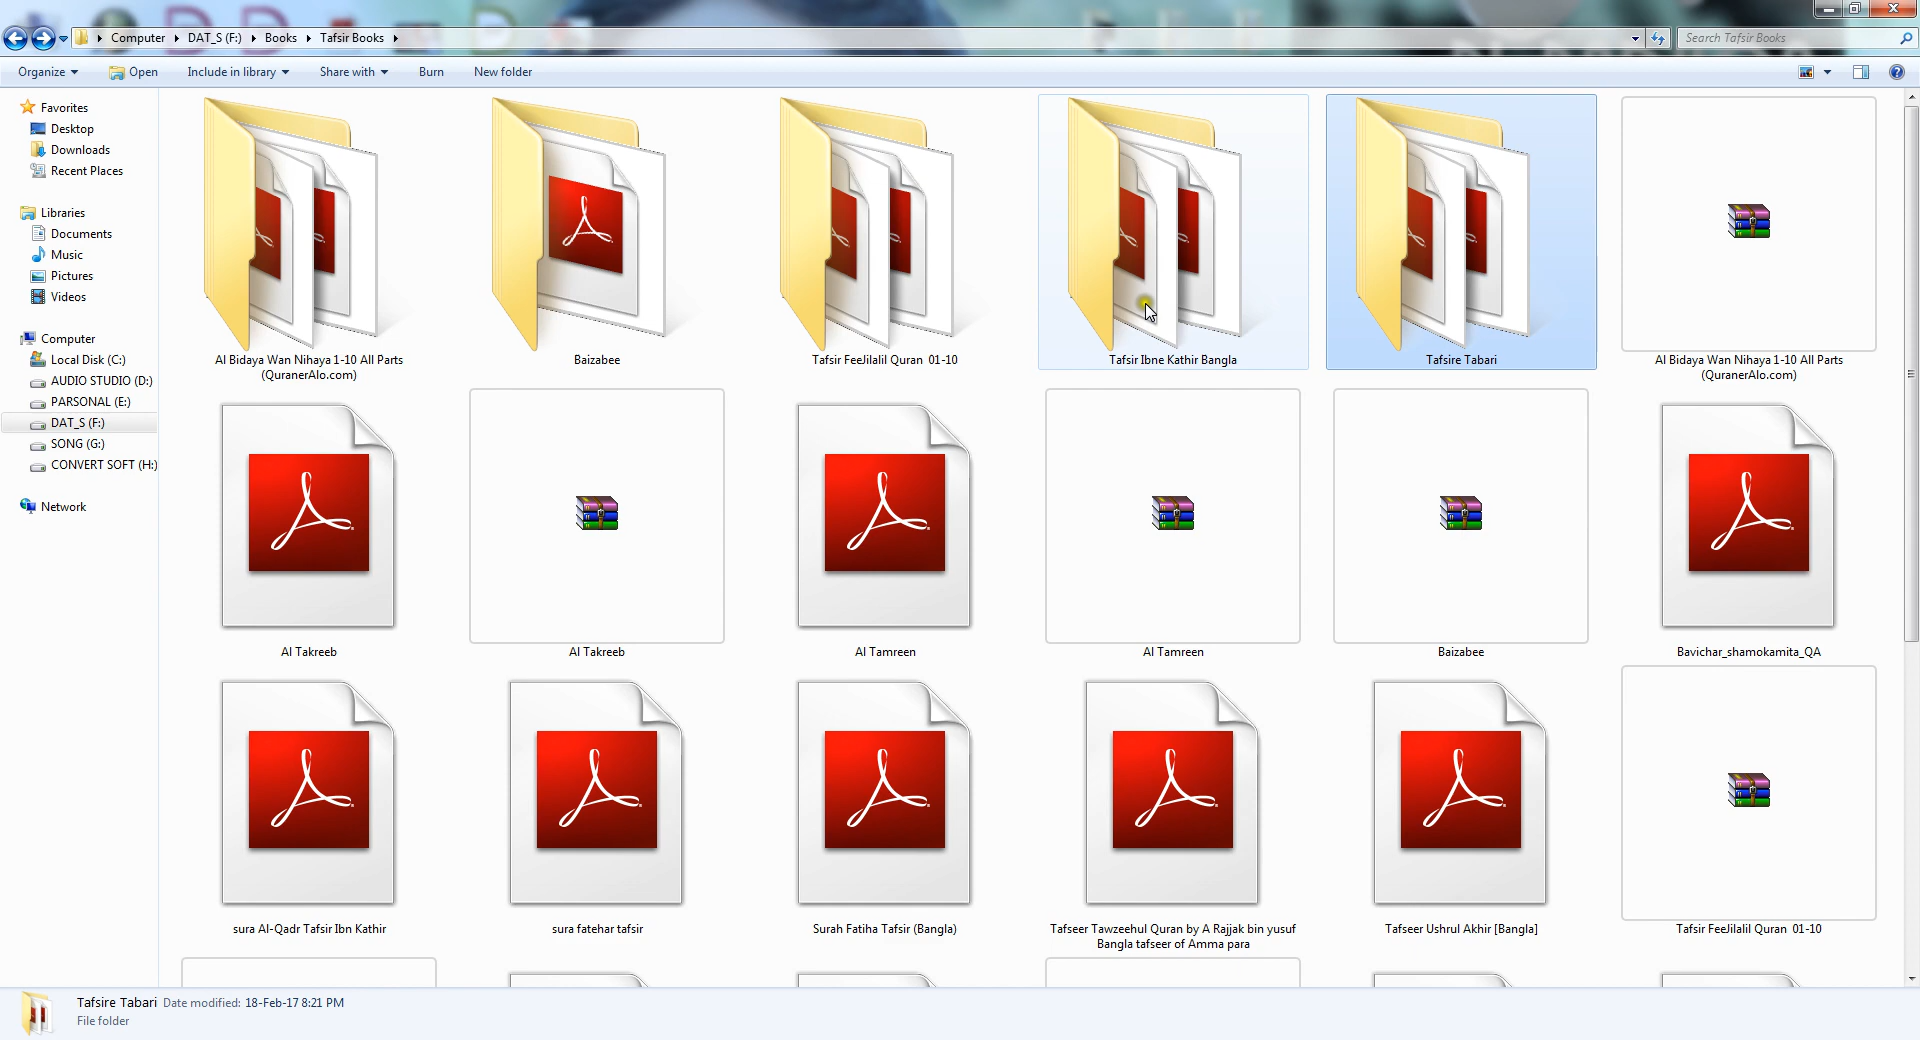 Computer DAT_S (F:) Books Tafsir Books
Search Tafsir Books
Organize Open Include in library Share with Burn New folder
Favorites
Desktop
Downloads
Recent Places
Libraries
Documents
Music
Pictures
Videos
Computer
Local Disk (C:)
AUDIO STUDIO (D:)
PARSONAL (E:)
DAT_S (F:)
SONG (G:)
CONVERT SOFT (H:)
Network
Al Bidaya Wan Nihaya 1-10 All Parts
(QuranerAlo.com)
Baizabee
Tafsir FeeJilalil Quran 01-10
Tafsir Ibne Kathir Bangla
Tafsire Tabari
Al Bidaya Wan Nihaya 1-10 All Parts
(QuranerAlo.com)
Al Takreeb
Al Takreeb
Al Tamreen
Al Tamreen
Baizabee
Bavichar_shamokamita_QA
sura Al-Qadr Tafsir Ibn Kathir
sura fatehar tafsir
Surah Fatiha Tafsir (Bangla)
Tafseer Tawzeehul Quran by A Rajjak bin yusuf
Bangla tafseer of Amma para
Tafseer Ushrul Akhir [Bangla]
Tafsir FeeJilalil Quran 01-10
Tafsire Tabari Date modified: 18-Feb-17 8:21 PM
File folder